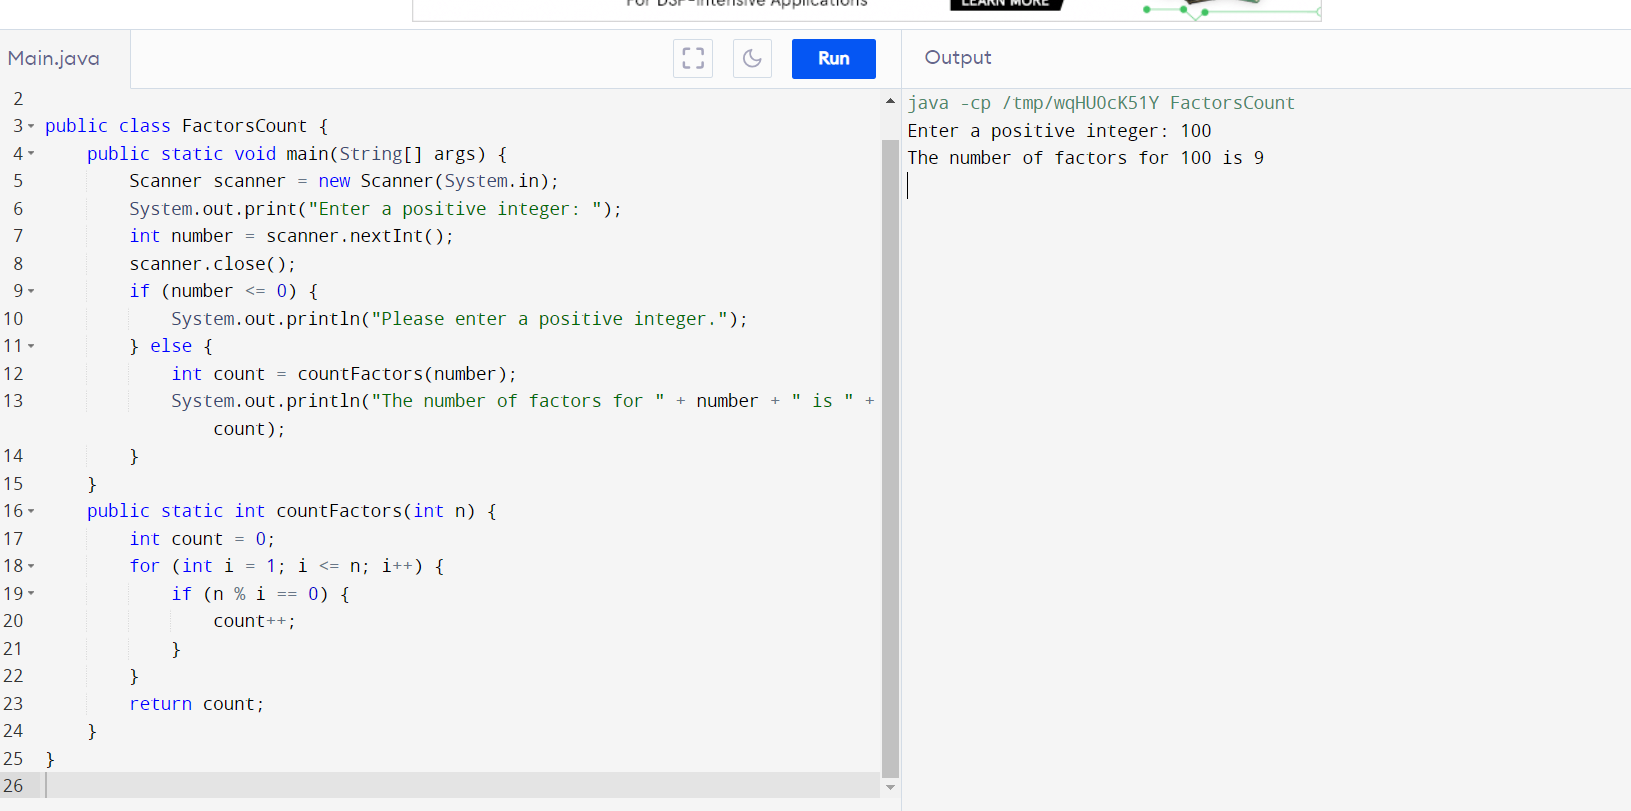 For DSP-Intensive Applications
LEARN MORE
Main.java
Run
Output
2
3 public class FactorsCount {
4     public static void main(String[] args) {
5         Scanner scanner = new Scanner(System.in);
6         System.out.print("Enter a positive integer: ");
7         int number = scanner.nextInt();
8         scanner.close();
9         if (number <= 0) {
10             System.out.println("Please enter a positive integer.");
11         } else {
12             int count = countFactors(number);
13             System.out.println("The number of factors for " + number + " is " +
                count);
14         }
15     }
16     public static int countFactors(int n) {
17         int count = 0;
18         for (int i = 1; i <= n; i++) {
19             if (n % i == 0) {
20                 count++;
21             }
22         }
23         return count;
24     }
25 }
26
java -cp /tmp/wqHU0cK51Y FactorsCount
Enter a positive integer: 100
The number of factors for 100 is 9